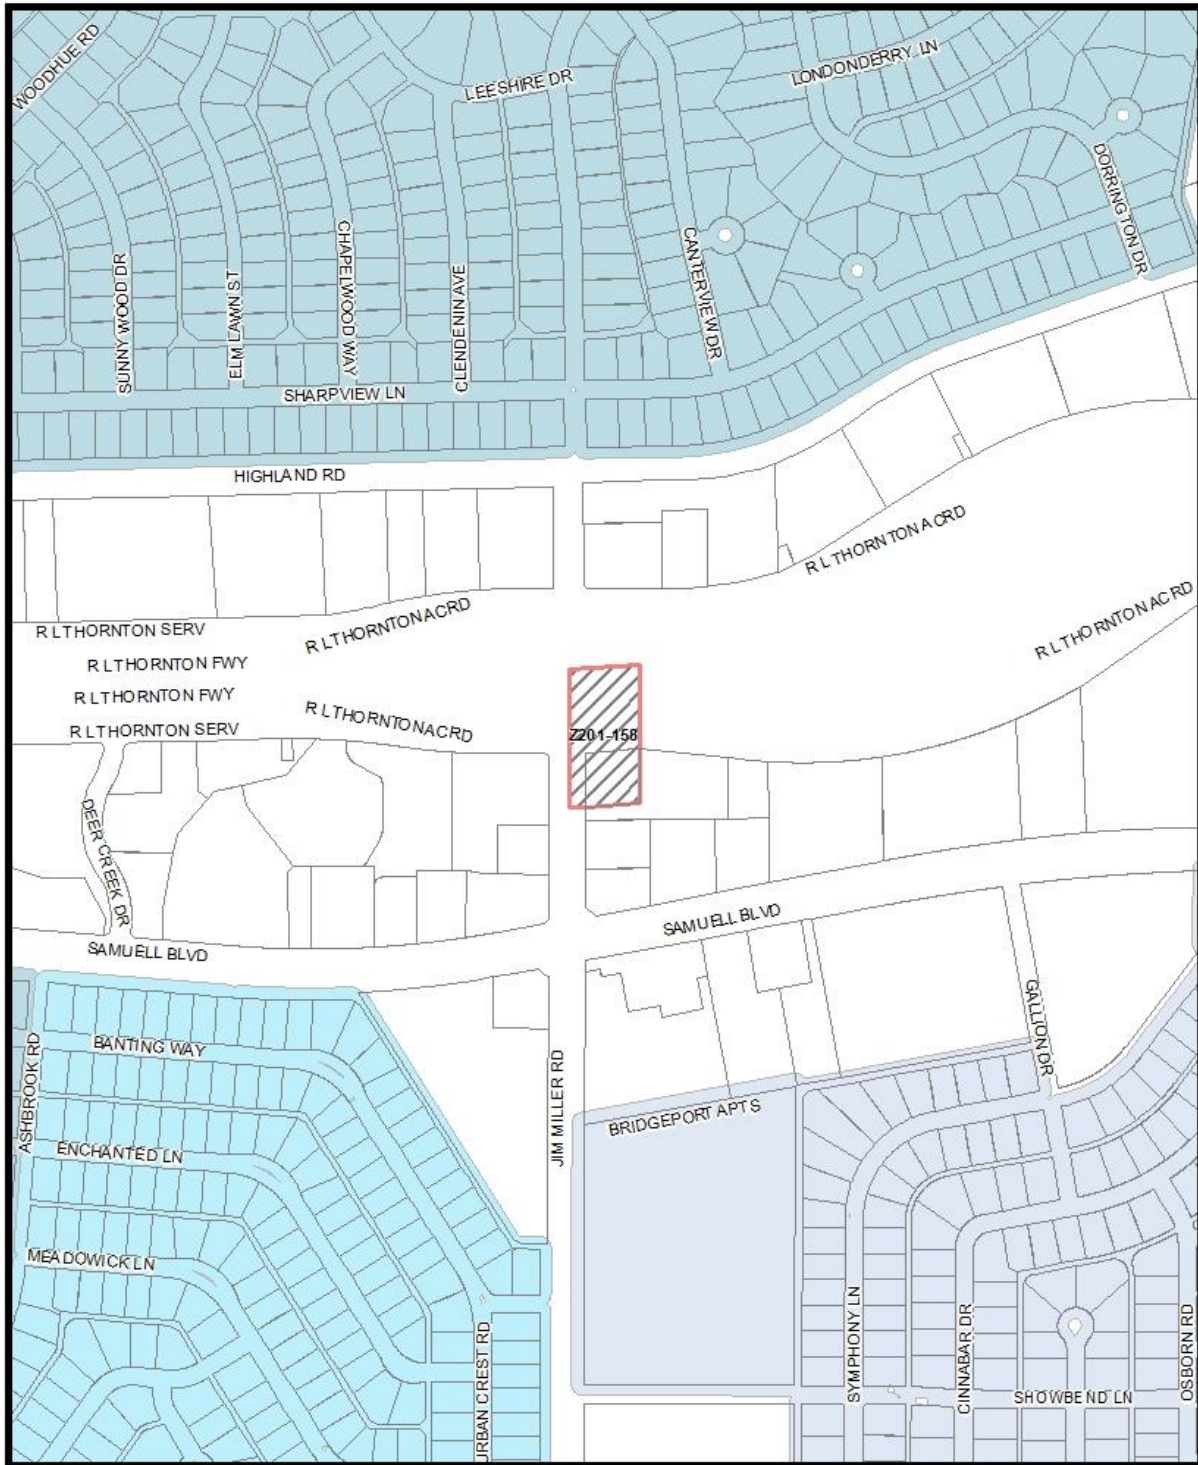 WOODHUE RD
LEESHIRE DR
LONDONDERRY LN
DORRINGTON DR
SUNNY WOOD DR
ELM LAWN ST
CHAPELWOOD WAY
CLENDENIN AVE
CANTERVIEW DR
SHARPVIEW LN
HIGHLAND RD
R L THORNTON ACRD
R L THORNTON SERV
R L THORNTON ACRD
R L THORNTON ACRD
R L THORNTON FWY
R L THORNTON FWY
R L THORNTON SERV
R L THORNTON ACRD
Z201-158
DEER CREEK DR
SAMUELL BLVD
SAMUELL BLVD
GALLION DR
ASHBROOK RD
BANTING WAY
JIM MILLER RD
BRIDGEPORT APTS
ENCHANTED LN
MEADOWICK LN
URBAN CREST RD
SYMPHONY LN
CINNABAR DR
OSBORN RD
SHOWBEND LN